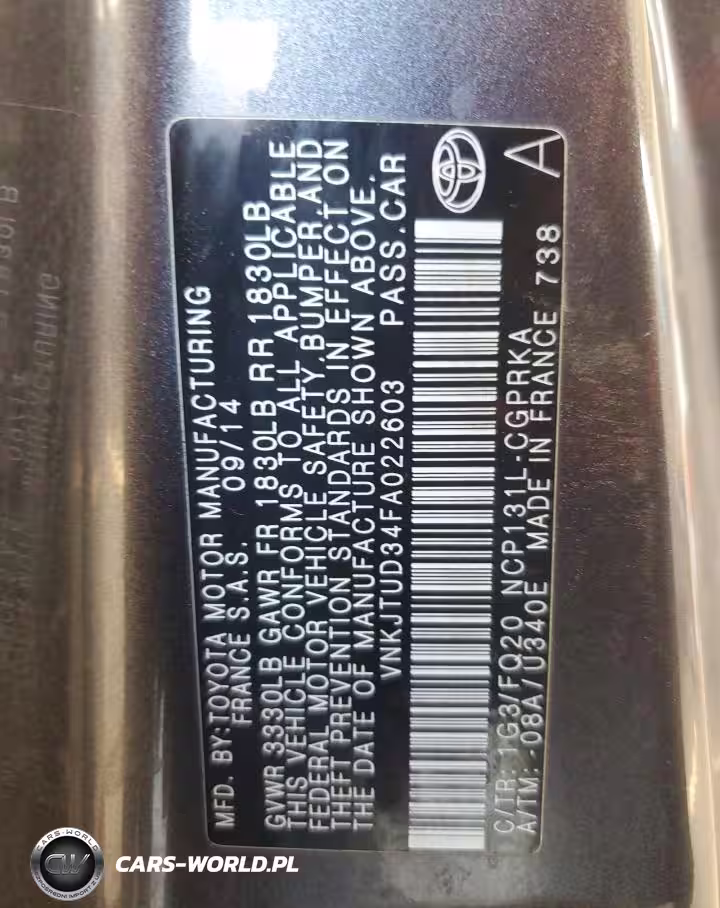 MFD. BY:TOYOTA MOTOR MANUFACTURING
FRANCE S.A.S. 09/14
GVWR 3330LB GAWR FR 1830LB RR 1830LB
THIS VEHICLE CONFORMS TO ALL APPLICABLE
FEDERAL MOTOR VEHICLE SAFETY,BUMPER,AND
THEFT PREVENTION STANDARDS IN EFFECT ON
THE DATE OF MANUFACTURE SHOWN ABOVE.
VNKJTUD34FA022603 PASS.CAR
C/TR: 1G3/FQ20 NCP131L-CGPRKA
A/TM: -08A/U340E MADE IN FRANCE 738
A
CARS-WORLD
CW
CARS-WORLD.PL